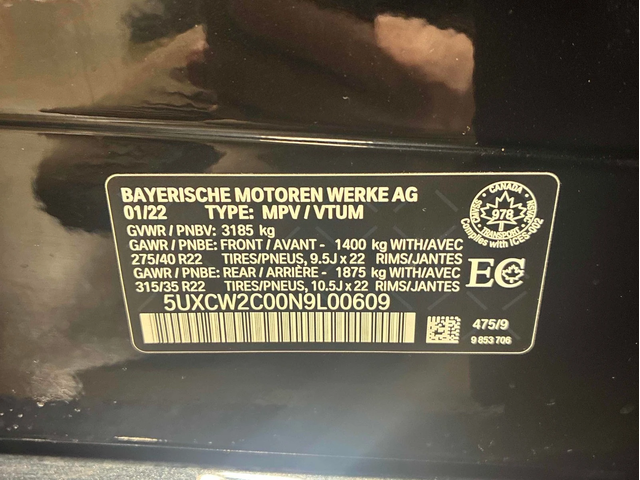 BAYERISCHE MOTOREN WERKE AG
01/22 TYPE: MPV / VTUM
GVWR / PNBV: 3185 kg
GAWR / PNBE: FRONT / AVANT - 1400 kg WITH/AVEC
275/40 R22 TIRES/PNEUS, 9.5J x 22 RIMS/JANTES
GAWR / PNBE: REAR / ARRIÈRE - 1875 kg WITH/AVEC
315/35 R22 TIRES/PNEUS, 10.5J x 22 RIMS/JANTES
5UXCW2C00N9L00609
CANADA
978
TRANSPORT
Complies with ICES-002
EC
475/9
9 853 706